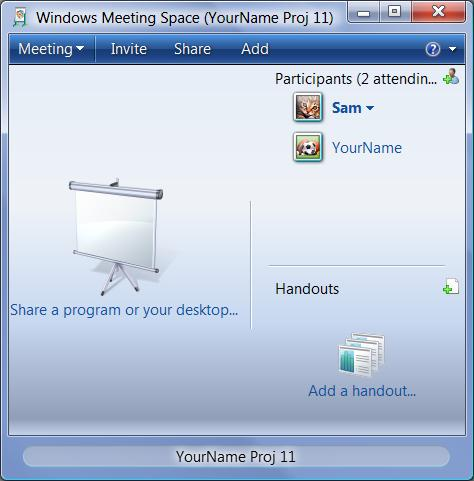 Windows Meeting Space (YourName Proj 11)
Meeting Invite Share Add
Participants (2 attendin...
Sam
YourName
Share a program or your desktop...
Handouts
Add a handout...
YourName Proj 11